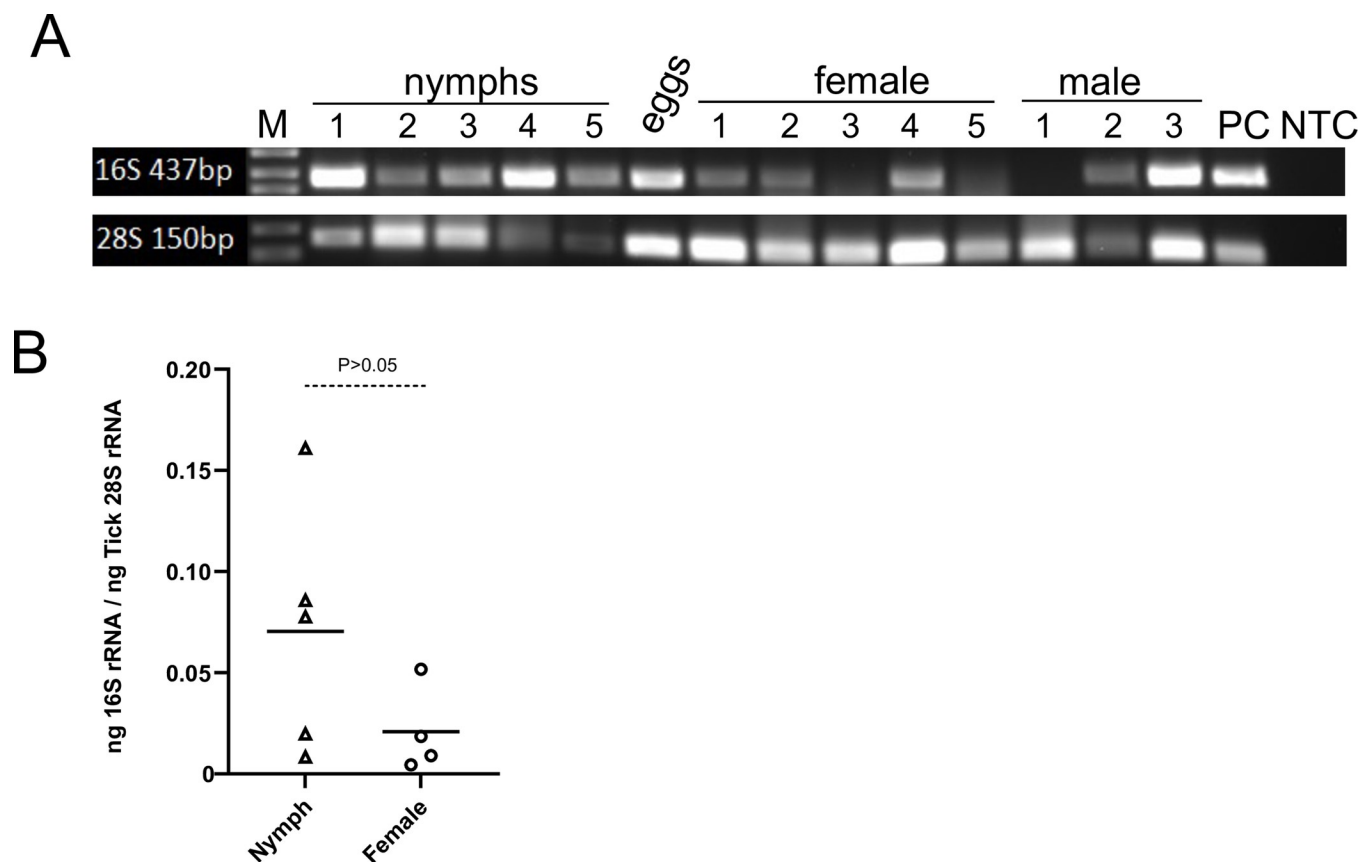 A
nymphs eggs female male
M 1 2 3 4 5 1 2 3 4 5 1 2 3 PC NTC
16S 437bp
28S 150bp
B
P>0.05
0.20
0.15
0.10
0.05
0
ng 16S rRNA / ng Tick 28S rRNA
Nymph Female